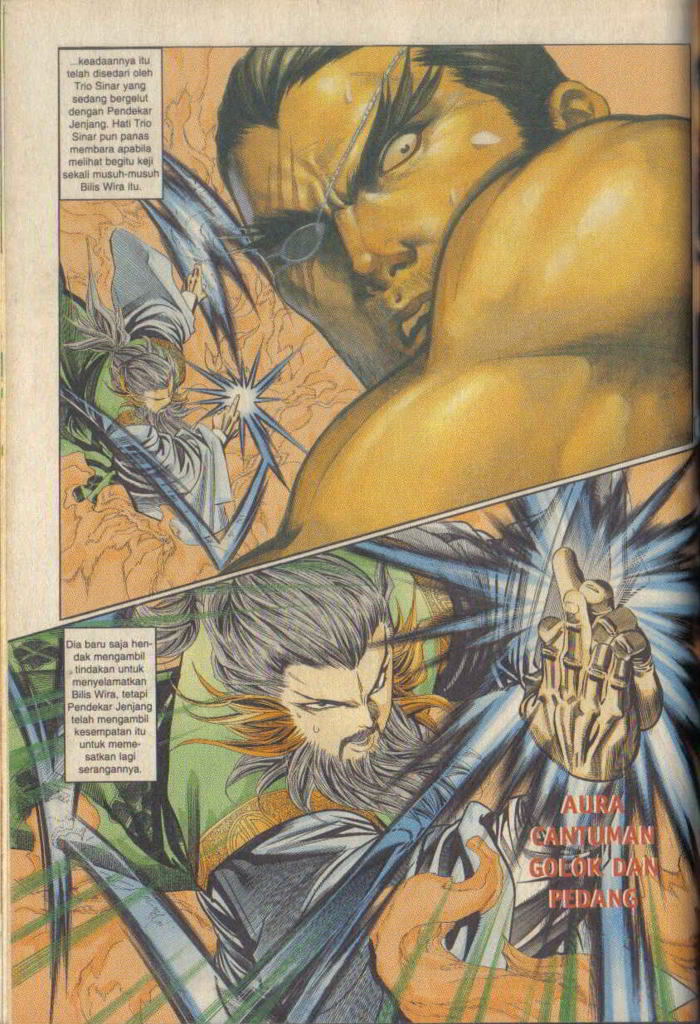 ...keadaannya itu
telah disedari oleh
Trio Sinar yang
sedang bergelut
dengan Pendekar
Jenjang. Hati Trio
Sinar pun panas
membara apabila
melihat begitu keji
sekali musuh-musuh
Bilis Wira itu.
Dia baru saja hen-
dak mengambil
tindakan untuk
menyelamatkan
Bilis Wira, tetapi
Pendekar Jenjang
telah mengambil
kesempatan itu
untuk meme-
satkan lagi
serangannya.
AURA
CANTUMAN
GOLOK DAN
PEDANG